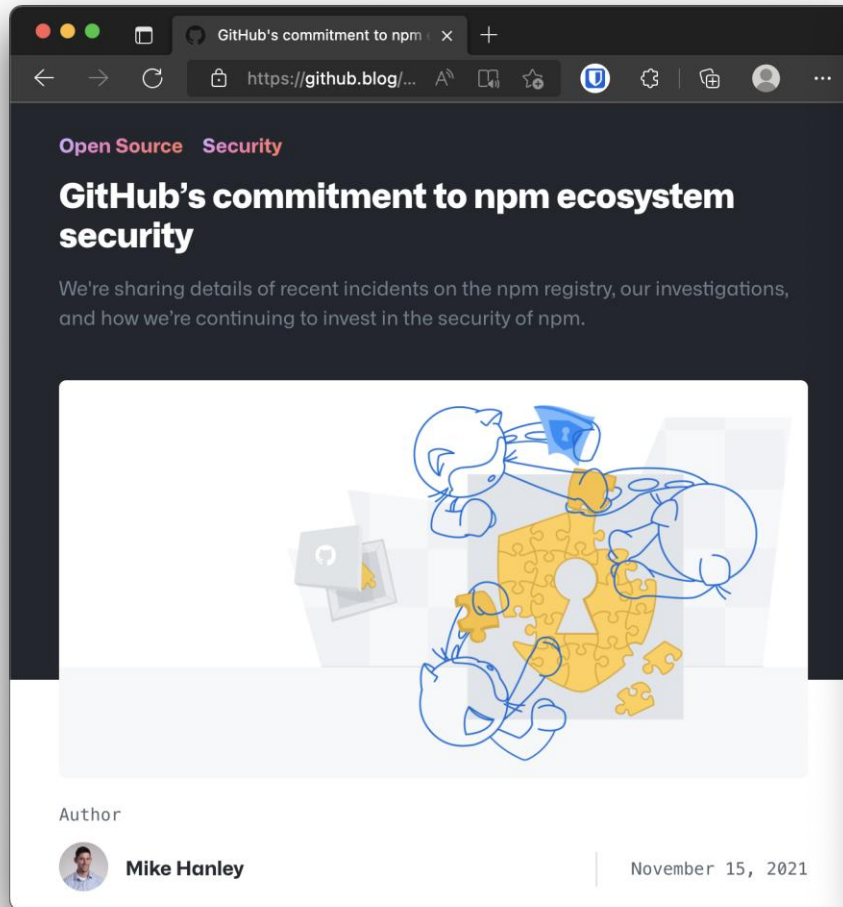 GitHub's commitment to npm
https://github.blog/...
Open Source Security
GitHub’s commitment to npm ecosystem
security
We're sharing details of recent incidents on the npm registry, our investigations,
and how we’re continuing to invest in the security of npm.
Author
Mike Hanley
November 15, 2021